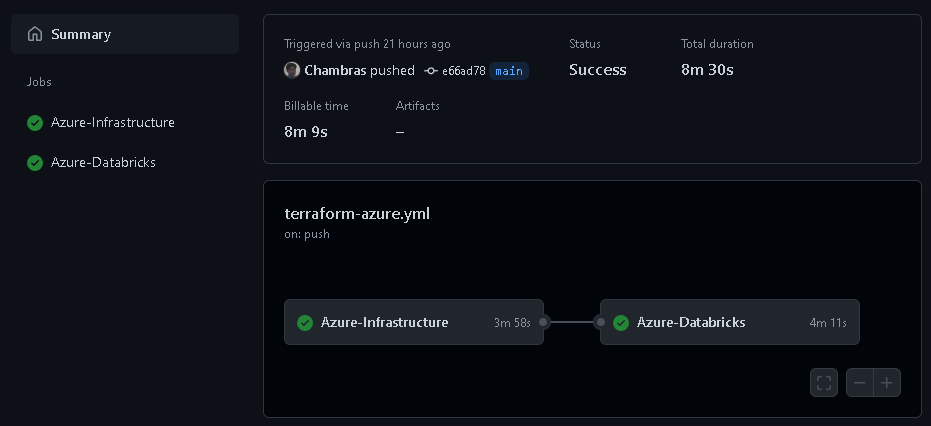 Summary
Jobs
Azure-Infrastructure
Azure-Databricks
Triggered via push 21 hours ago
Chambras pushed e66ad78 main
Status
Success
Total duration
8m 30s
Billable time
8m 9s
Artifacts
–
terraform-azure.yml
on: push
Azure-Infrastructure 3m 58s
Azure-Databricks 4m 11s